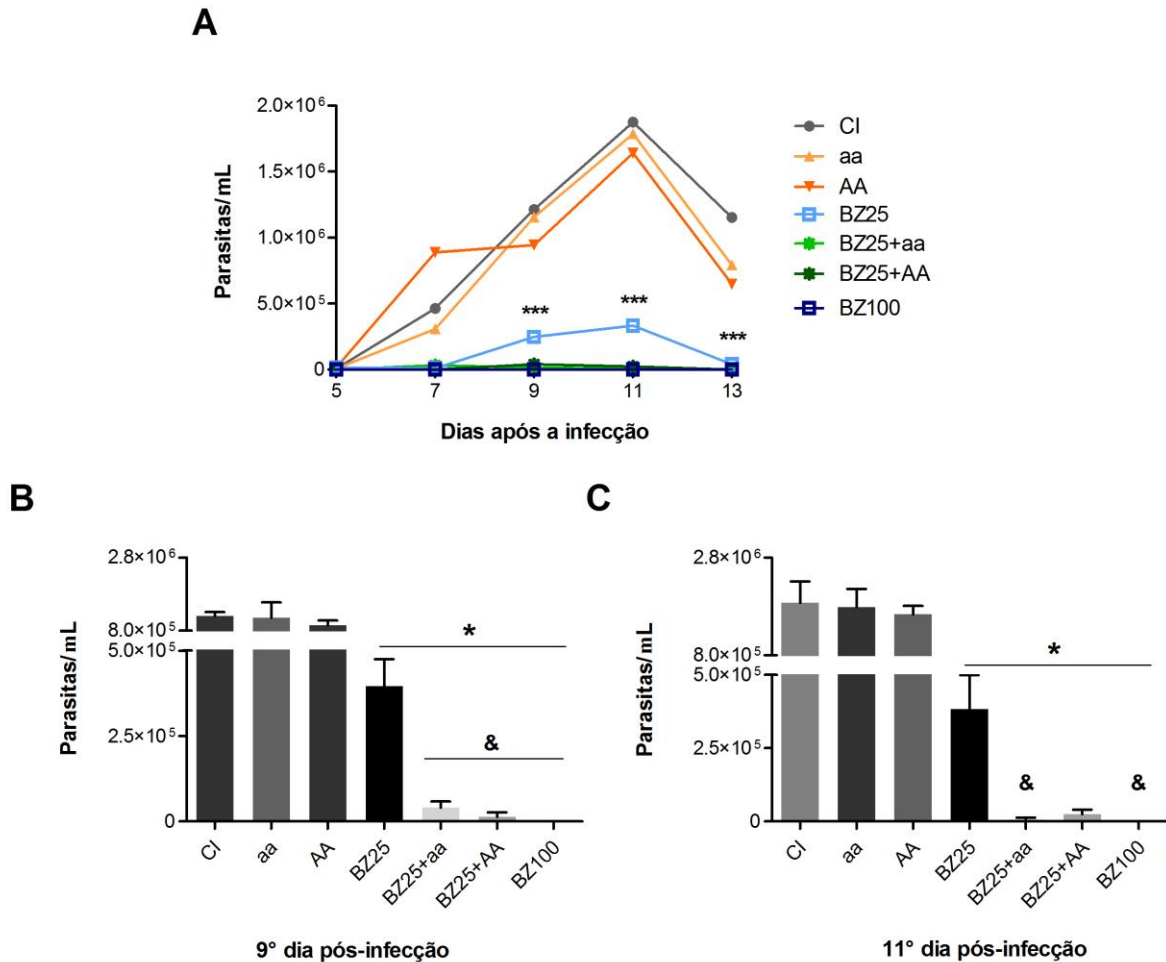 A
Parasitas/mL
2.0×10⁶
1.5×10⁶
1.0×10⁶
5.0×10⁵
0
5 7 9 11 13
*** *** ***
Dias após a infecção
CI
aa
AA
BZ25
BZ25+aa
BZ25+AA
BZ100
B
Parasitas/mL
2.8×10⁶
8.0×10⁵
5.0×10⁵
2.5×10⁵
0
*
&
CI aa AA BZ25 BZ25+aa BZ25+AA BZ100
9° dia pós-infecção
C
Parasitas/mL
2.8×10⁶
8.0×10⁵
5.0×10⁵
2.5×10⁵
0
*
& &
CI aa AA BZ25 BZ25+aa BZ25+AA BZ100
11° dia pós-infecção